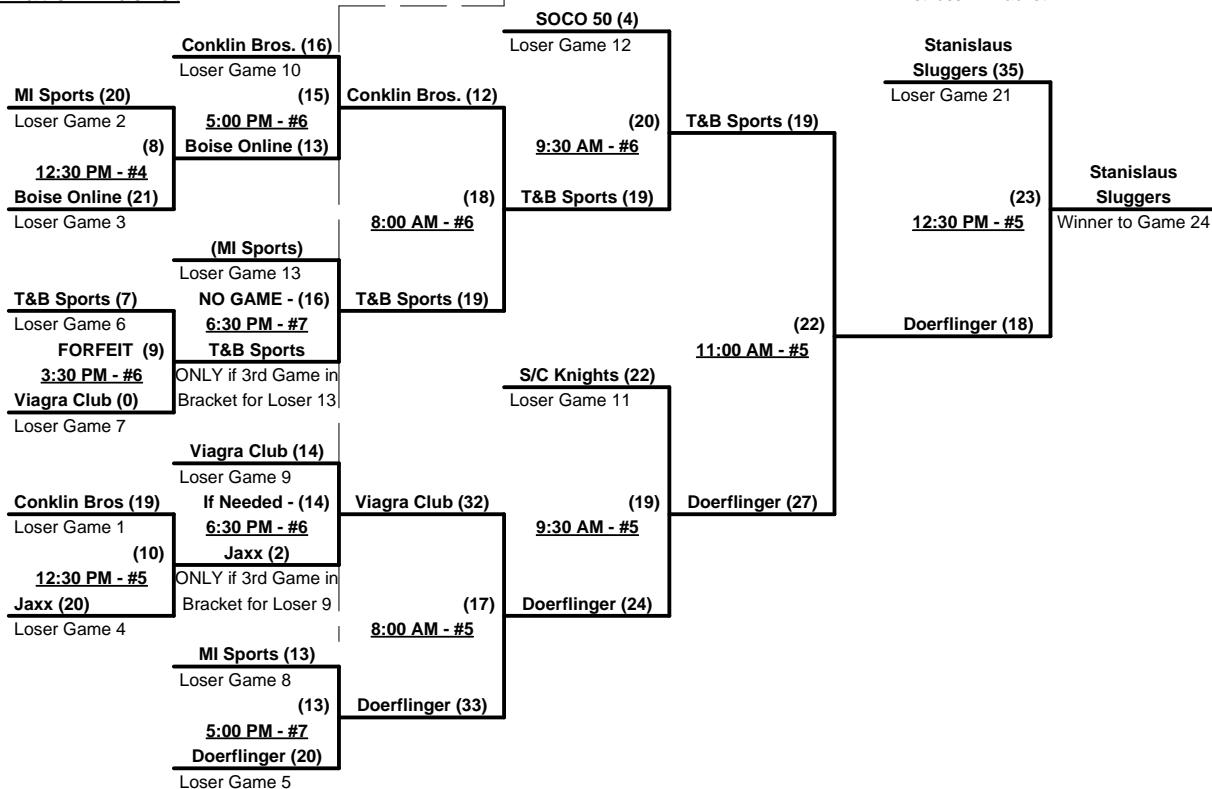 SOCO 50 (4)
Loser Game 12
Conklin Bros. (16)
Loser Game 10
Stanislaus
Sluggers (35)
Loser Game 21
MI Sports (20)
Loser Game 2
(15)
5:00 PM - #6
Conklin Bros. (12)
(20)
9:30 AM - #6
T&B Sports (19)
(8)
12:30 PM - #4
Boise Online (13)
Boise Online (21)
Loser Game 3
(18)
8:00 AM - #6
T&B Sports (19)
(23)
12:30 PM - #5
Stanislaus
Sluggers
Winner to Game 24
(MI Sports)
Loser Game 13
T&B Sports (7)
Loser Game 6
NO GAME - (16)
6:30 PM - #7
T&B Sports (19)
FORFEIT (9)
3:30 PM - #6
T&B Sports
ONLY if 3rd Game in
Bracket for Loser 13
(22)
11:00 AM - #5
Doerflinger (18)
Viagra Club (0)
Loser Game 7
S/C Knights (22)
Loser Game 11
Viagra Club (14)
Loser Game 9
Conklin Bros (19)
Loser Game 1
If Needed - (14)
6:30 PM - #6
Viagra Club (32)
(19)
9:30 AM - #5
Doerflinger (27)
(10)
12:30 PM - #5
Jaxx (2)
ONLY if 3rd Game in
Bracket for Loser 9
Jaxx (20)
Loser Game 4
(17)
8:00 AM - #5
Doerflinger (24)
MI Sports (13)
Loser Game 8
(13)
5:00 PM - #7
Doerflinger (33)
Doerflinger (20)
Loser Game 5